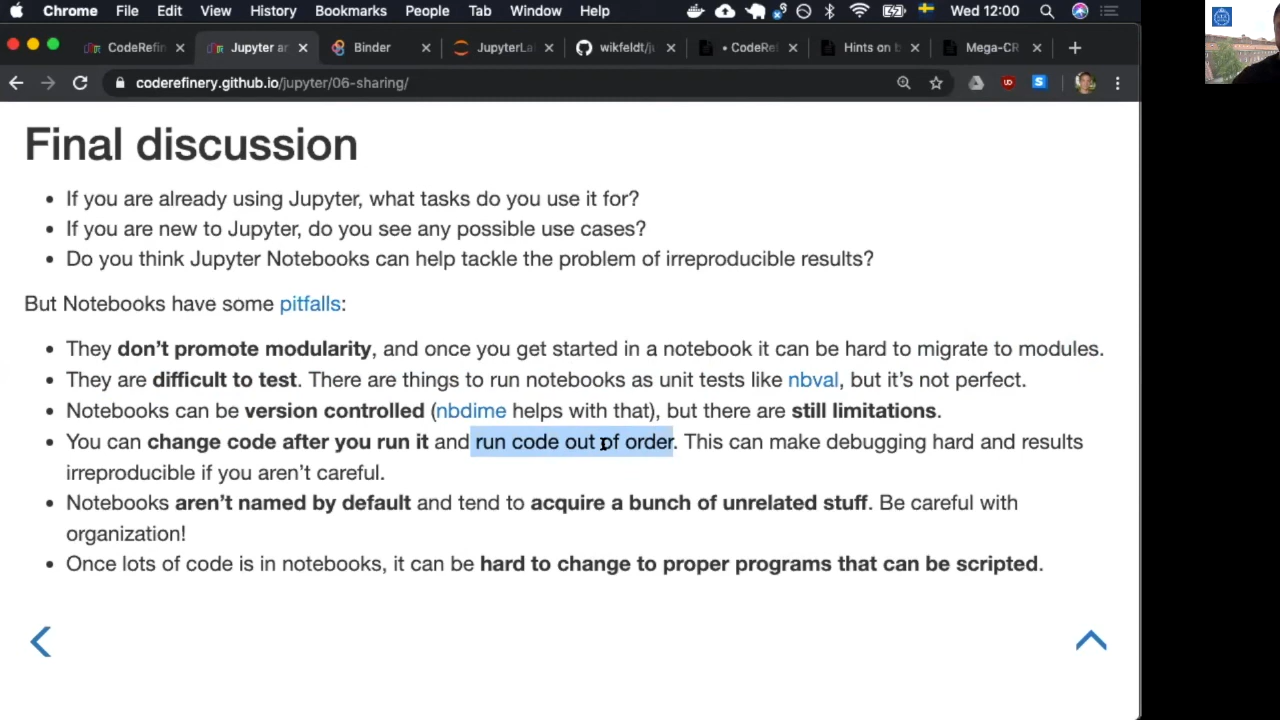 Chrome File Edit View History Bookmarks People Tab Window Help Wed 12:00
CodeRefin Jupyter an Binder JupyterLa wikfeldt/ju • CodeRef Hints on b Mega-CR
coderefinery.github.io/jupyter/06-sharing/
Final discussion
• If you are already using Jupyter, what tasks do you use it for?
• If you are new to Jupyter, do you see any possible use cases?
• Do you think Jupyter Notebooks can help tackle the problem of irreproducible results?
But Notebooks have some pitfalls:
• They don’t promote modularity, and once you get started in a notebook it can be hard to migrate to modules.
• They are difficult to test. There are things to run notebooks as unit tests like nbval, but it’s not perfect.
• Notebooks can be version controlled (nbdime helps with that), but there are still limitations.
• You can change code after you run it and run code out of order. This can make debugging hard and results
irreproducible if you aren’t careful.
• Notebooks aren’t named by default and tend to acquire a bunch of unrelated stuff. Be careful with
organization!
• Once lots of code is in notebooks, it can be hard to change to proper programs that can be scripted.